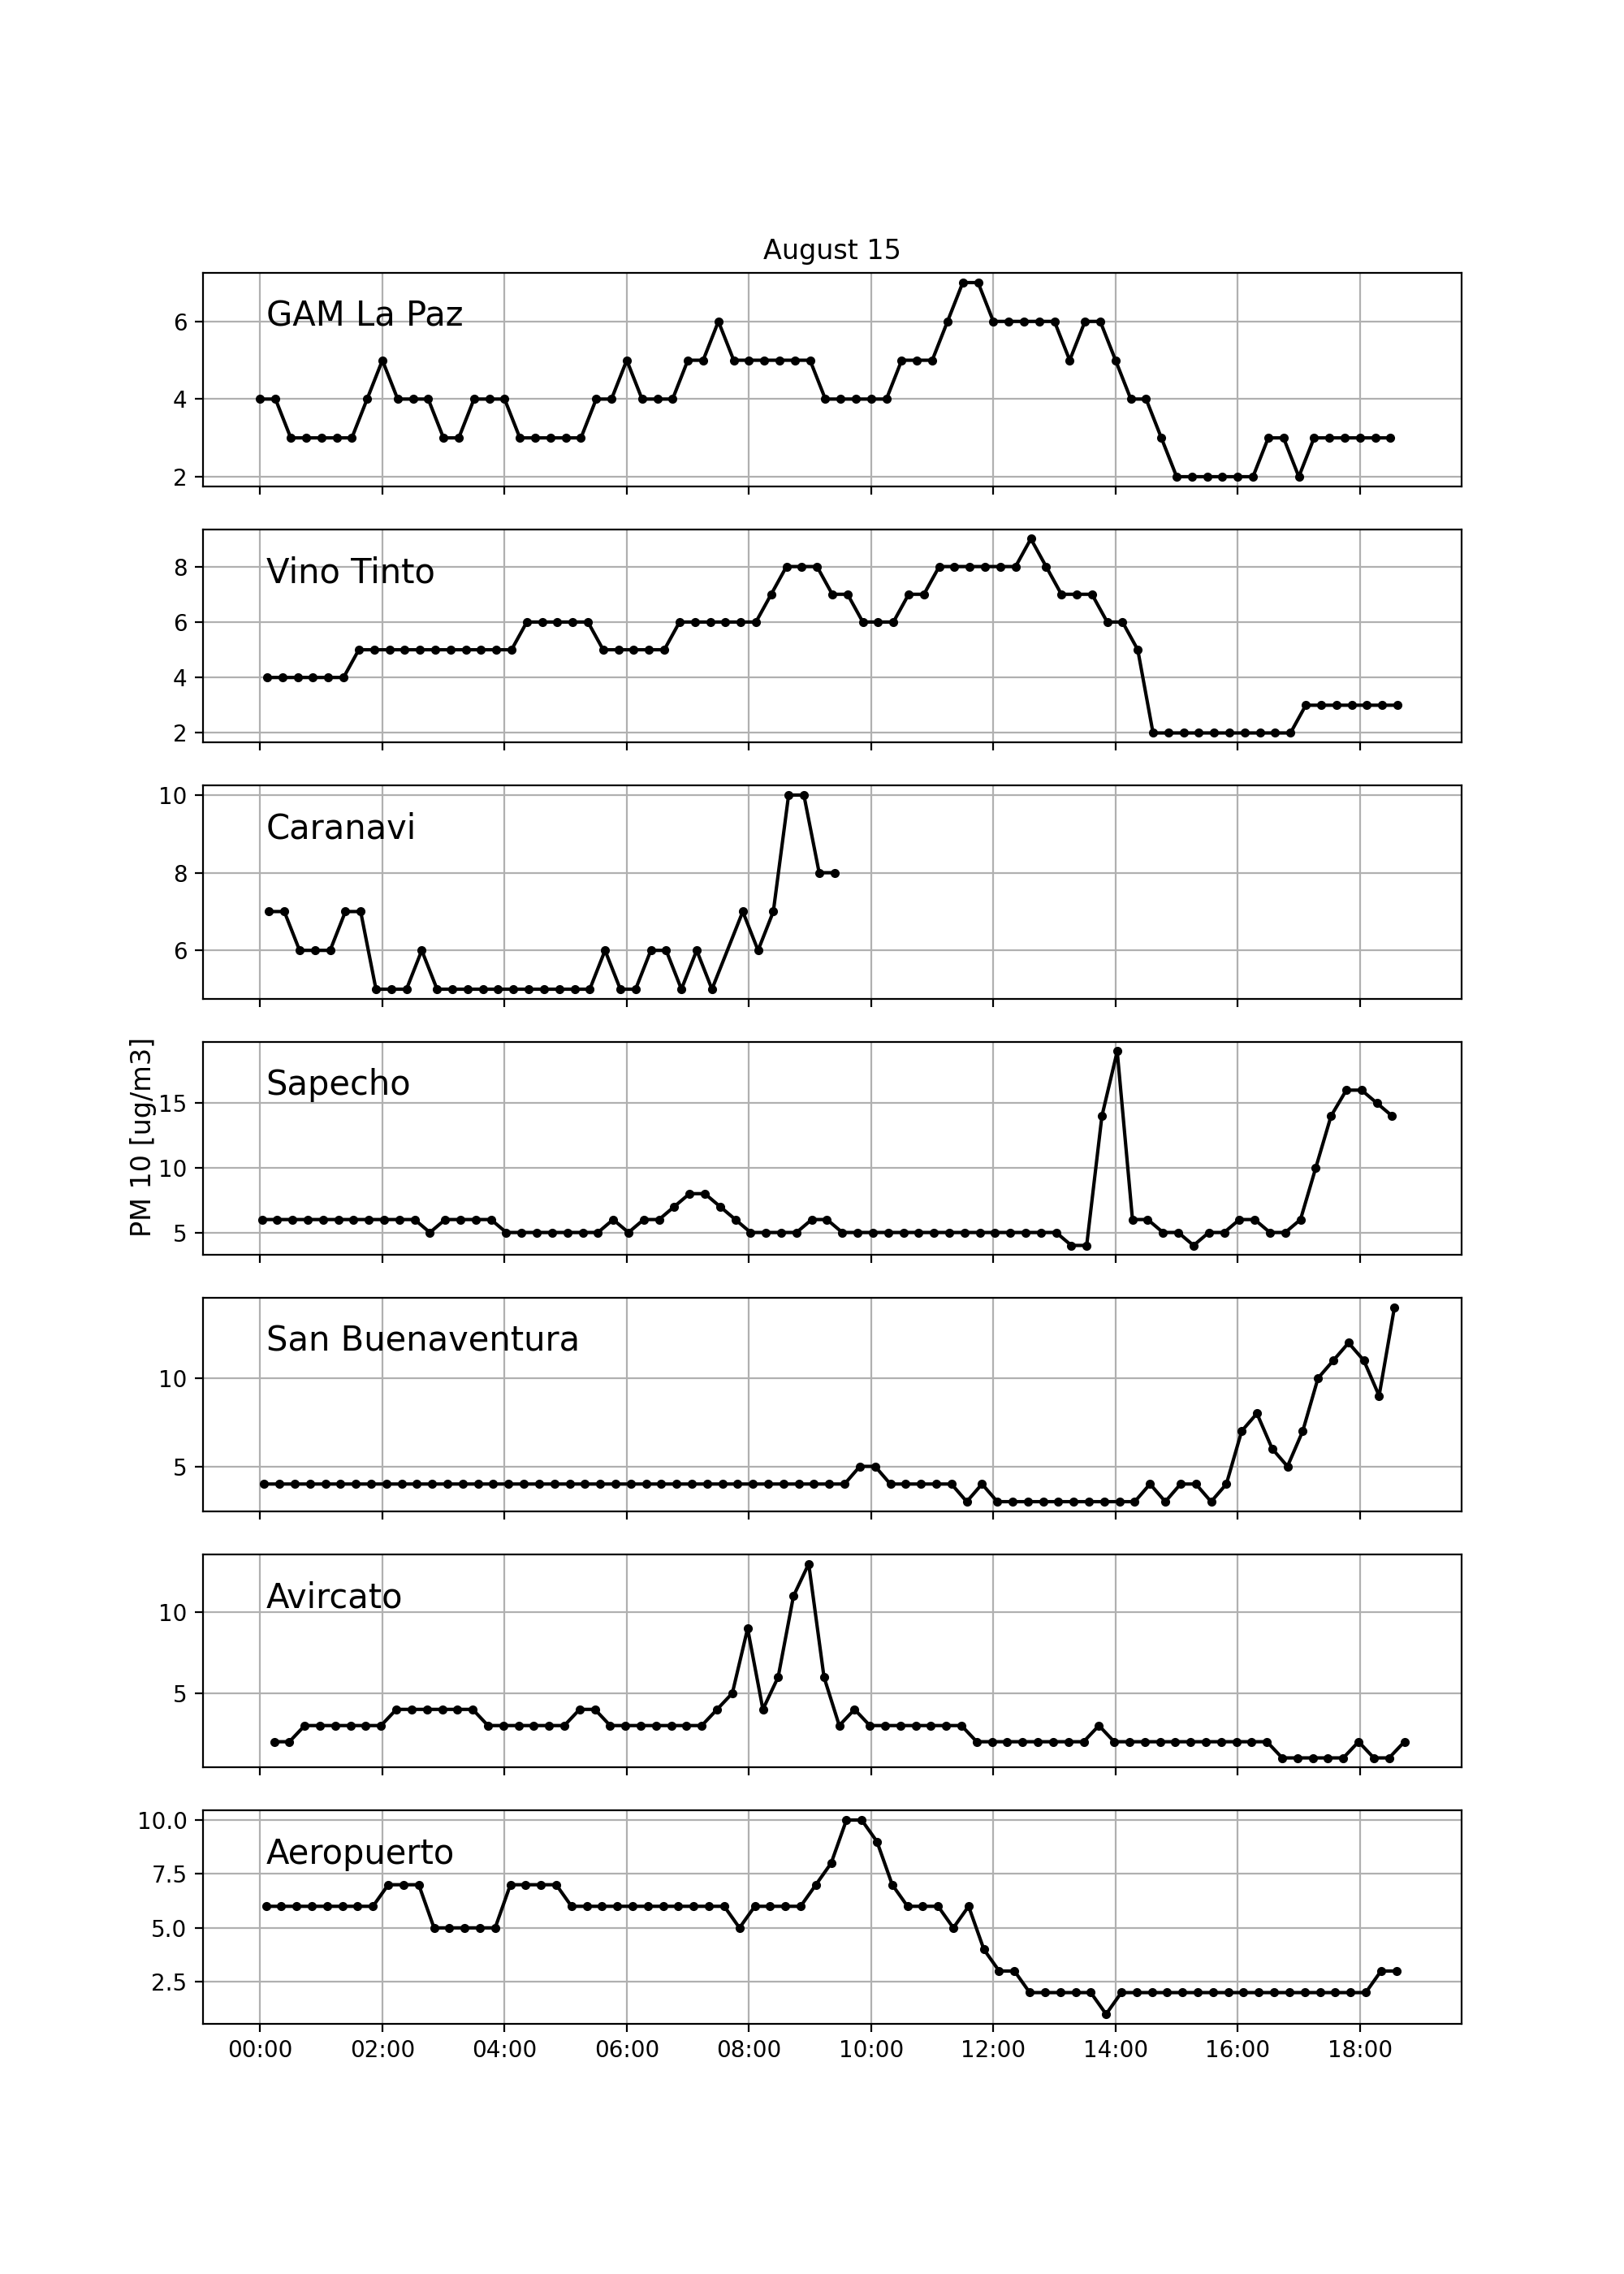 August 15
GAM La Paz
6
4
2
Vino Tinto
8
6
4
2
Caranavi
10
8
6
PM 10 [ug/m3]
Sapecho
15
10
5
San Buenaventura
10
5
Avircato
10
5
Aeropuerto
10.0
7.5
5.0
2.5
00:00 02:00 04:00 06:00 08:00 10:00 12:00 14:00 16:00 18:00